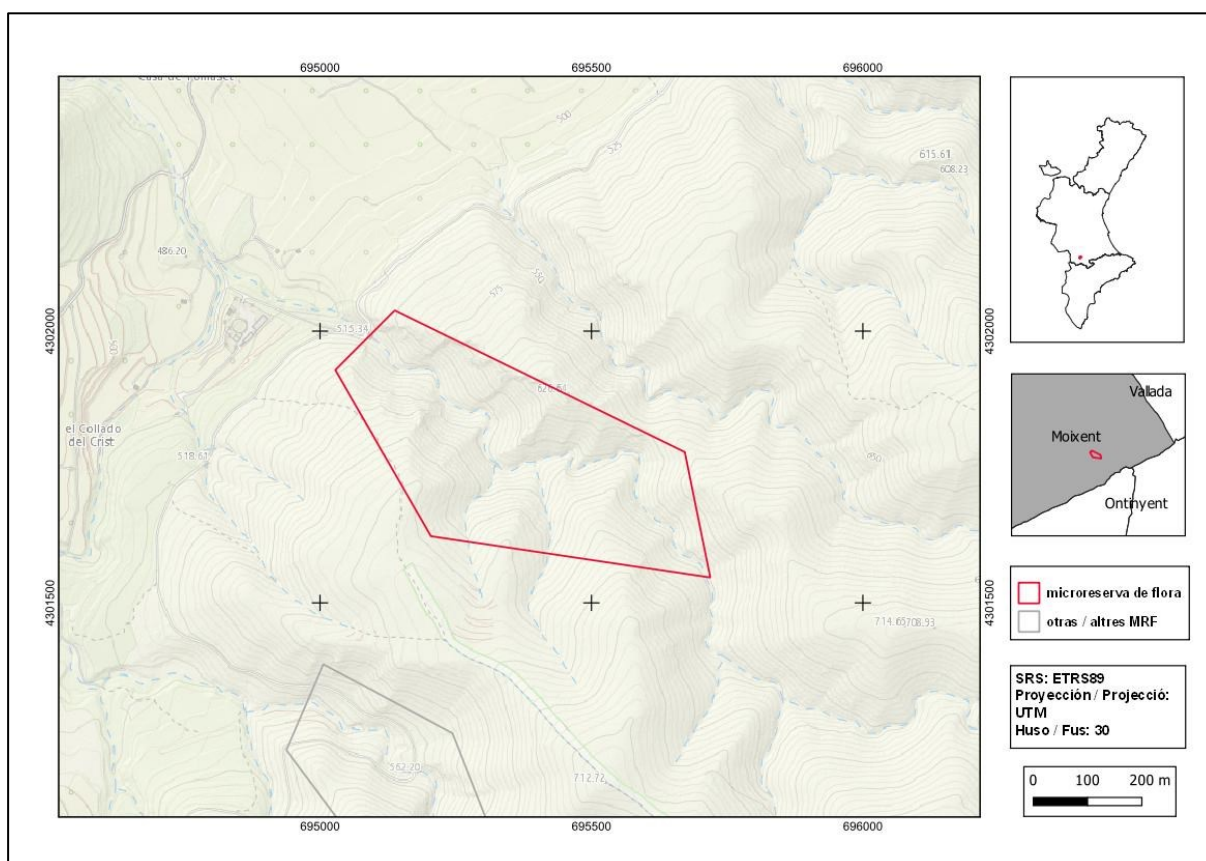 695000
695500
696000
Casa de Tomaset
500
525
615.61
608.23
486.20
550
575
4302000
515.34
4302000
505
el Collado
del Crist
518.61
650
4301500
4301500
714.65
708.93
562.20
712.72
695000
695500
696000
Vallada
Moixent
Ontinyent
microreserva de flora
otras / altres MRF
SRS: ETRS89
Proyección / Projecció:
UTM
Huso / Fus: 30
0 100 200 m